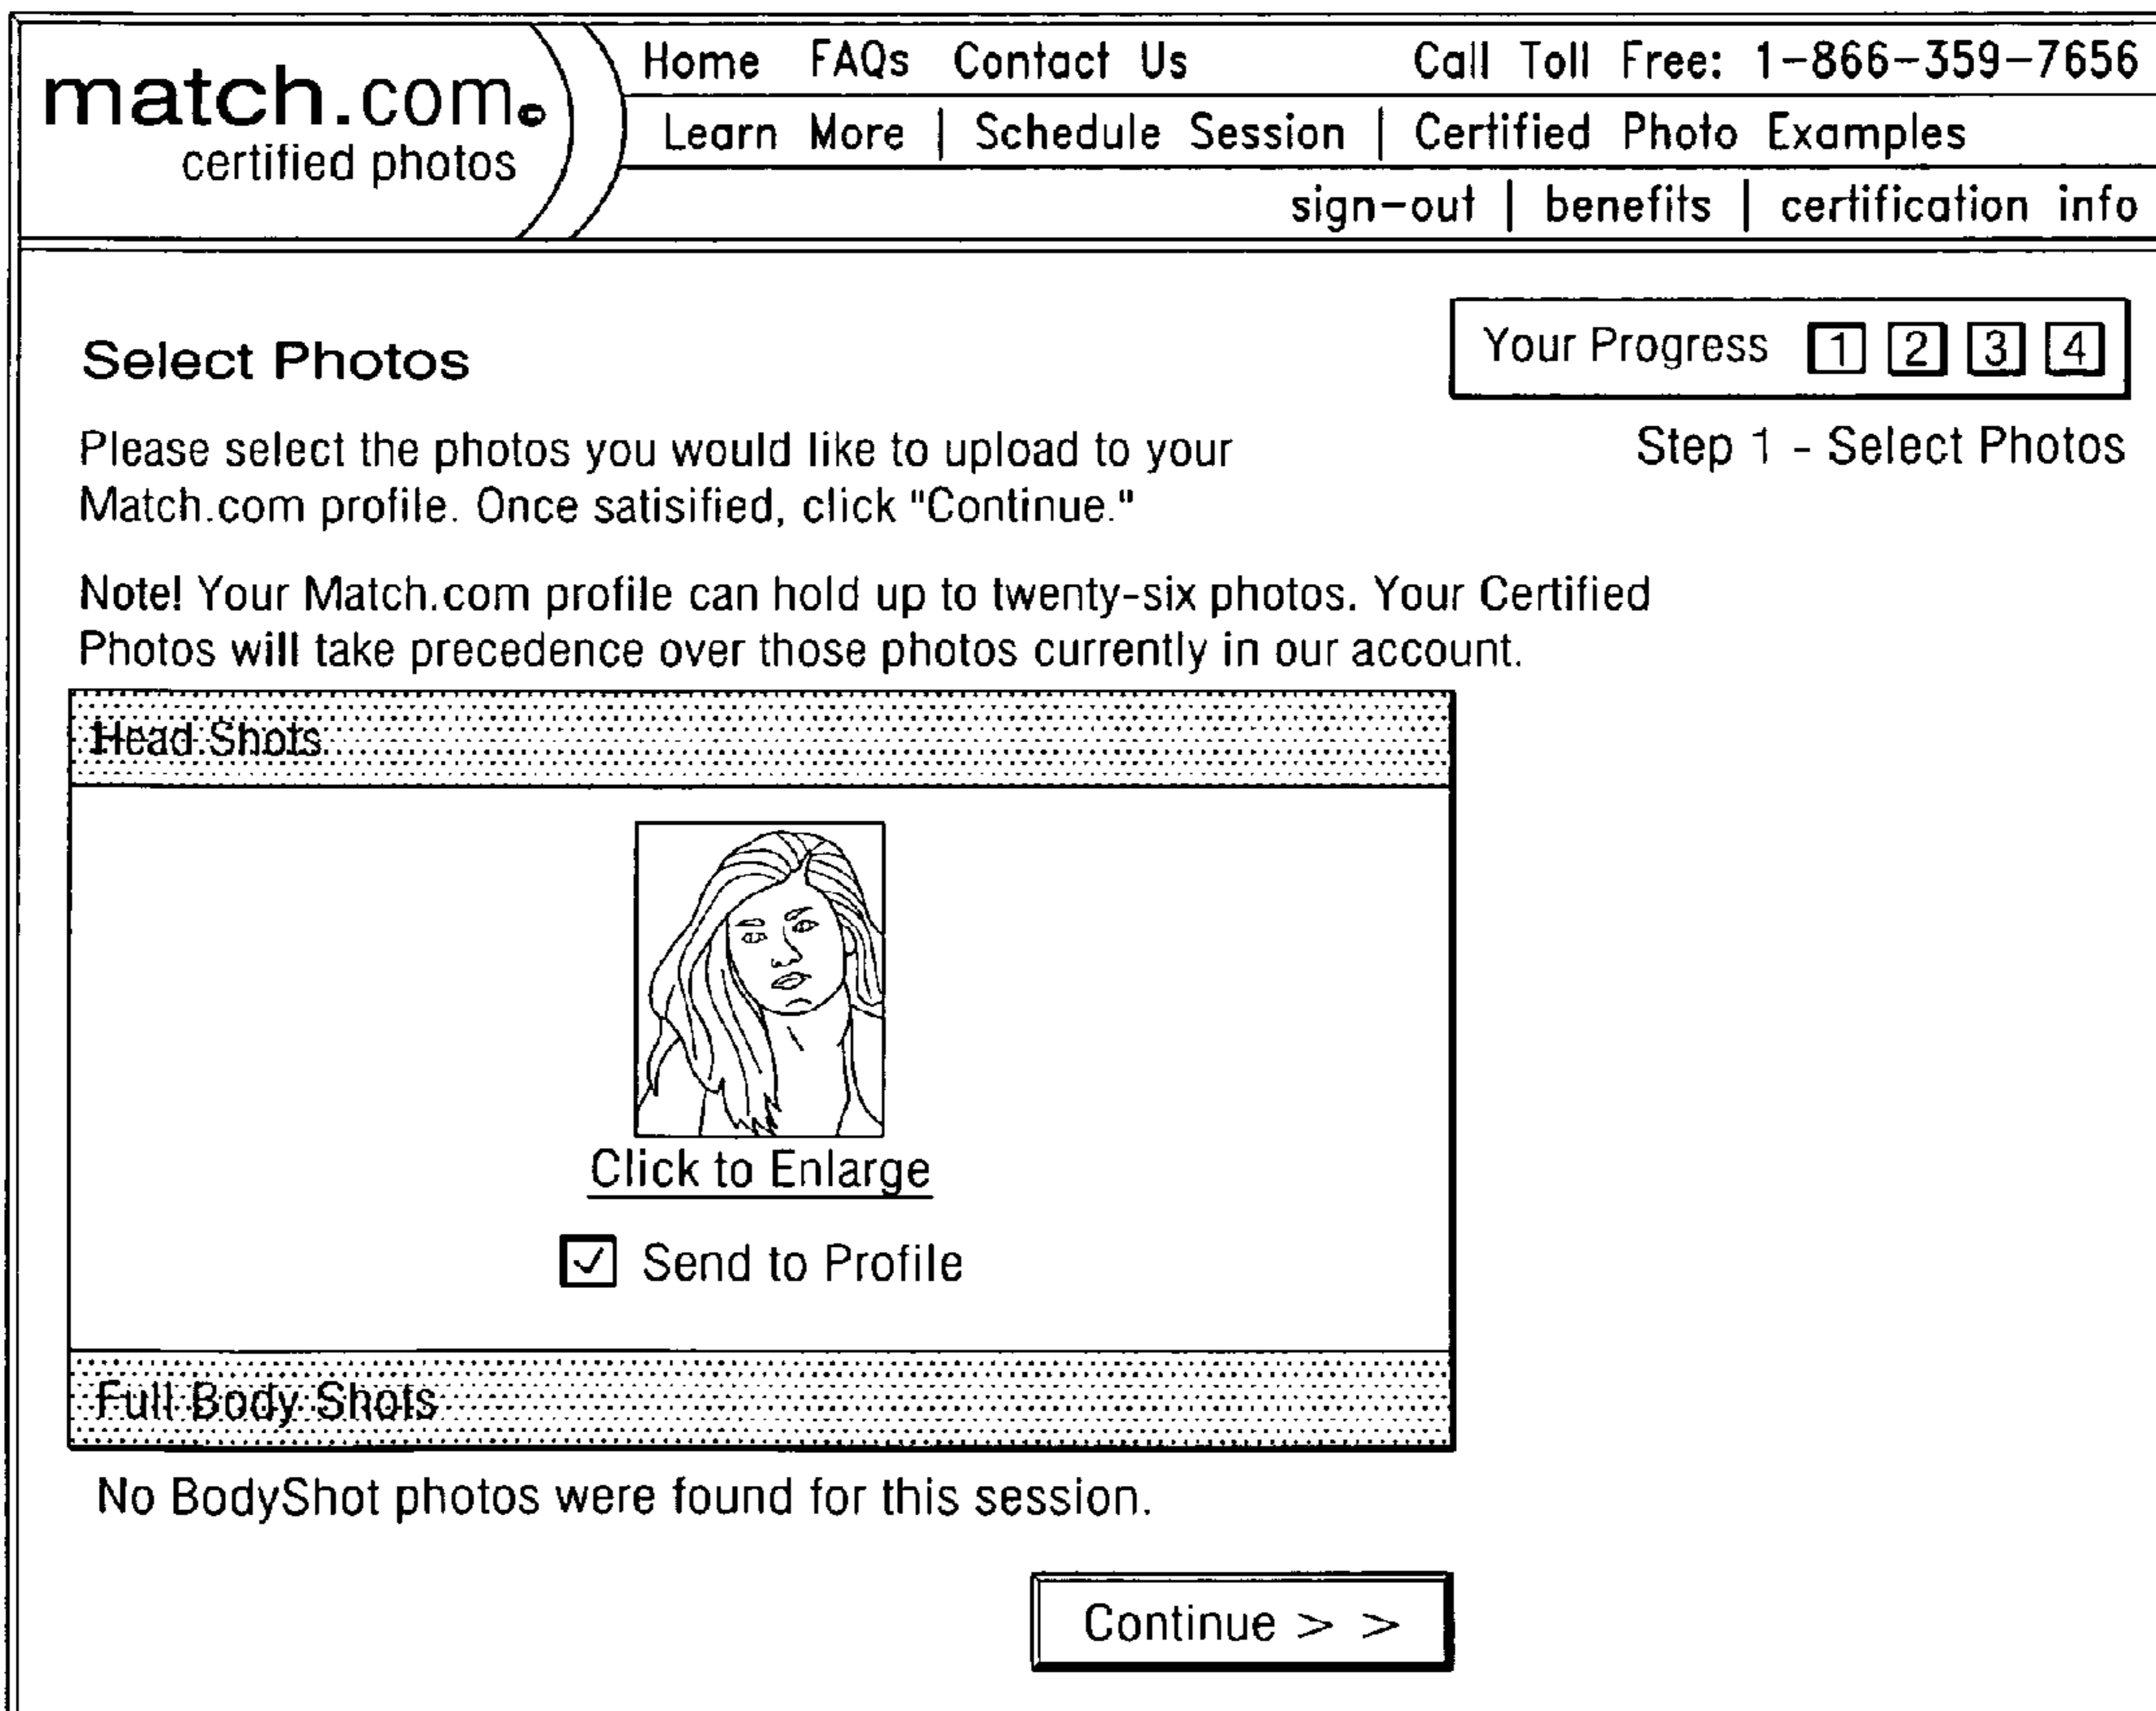 match.com©
certified photos
Home FAQs Contact Us Call Toll Free: 1-866-359-7656
Learn More | Schedule Session | Certified Photo Examples
sign-out | benefits | certification info
Select Photos
Your Progress 1 2 3 4
Step 1 - Select Photos
Please select the photos you would like to upload to your
Match.com profile. Once satisified, click "Continue."
Note! Your Match.com profile can hold up to twenty-six photos. Your Certified
Photos will take precedence over those photos currently in our account.
Head Shots
Click to Enlarge
Send to Profile
Full Body Shots
No BodyShot photos were found for this session.
Continue > >